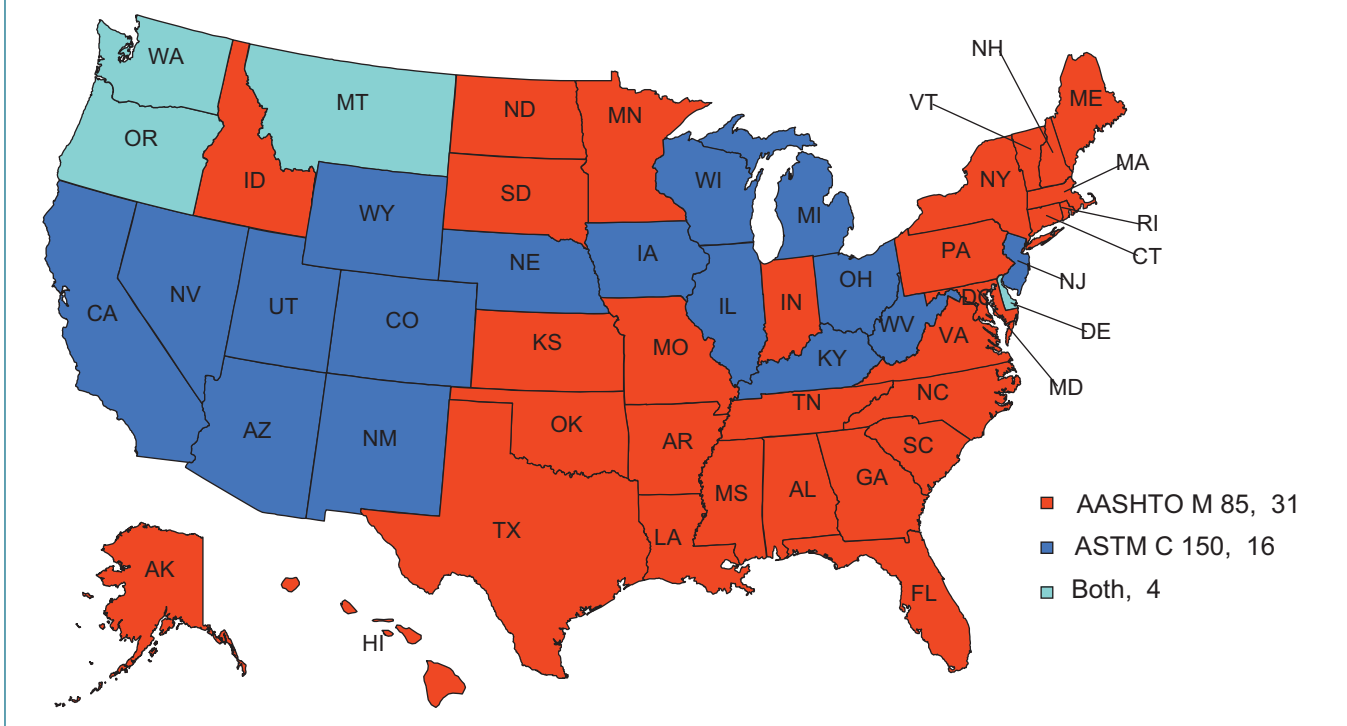 NH
WA
ME
VT
MT
ND
MN
OR
MA
ID
WI
NY
SD
WY
MI
RI
PA
CT
IA
NE
OH
NJ
NV
DC
UT
IL
IN
CA
CO
WV
DE
VA
KS
MO
KY
MD
NC
TN
OK
AZ
NM
AR
SC
GA
MS
AL
AASHTO M 85, 31
TX
LA
ASTM C 150, 16
AK
Both, 4
FL
HI